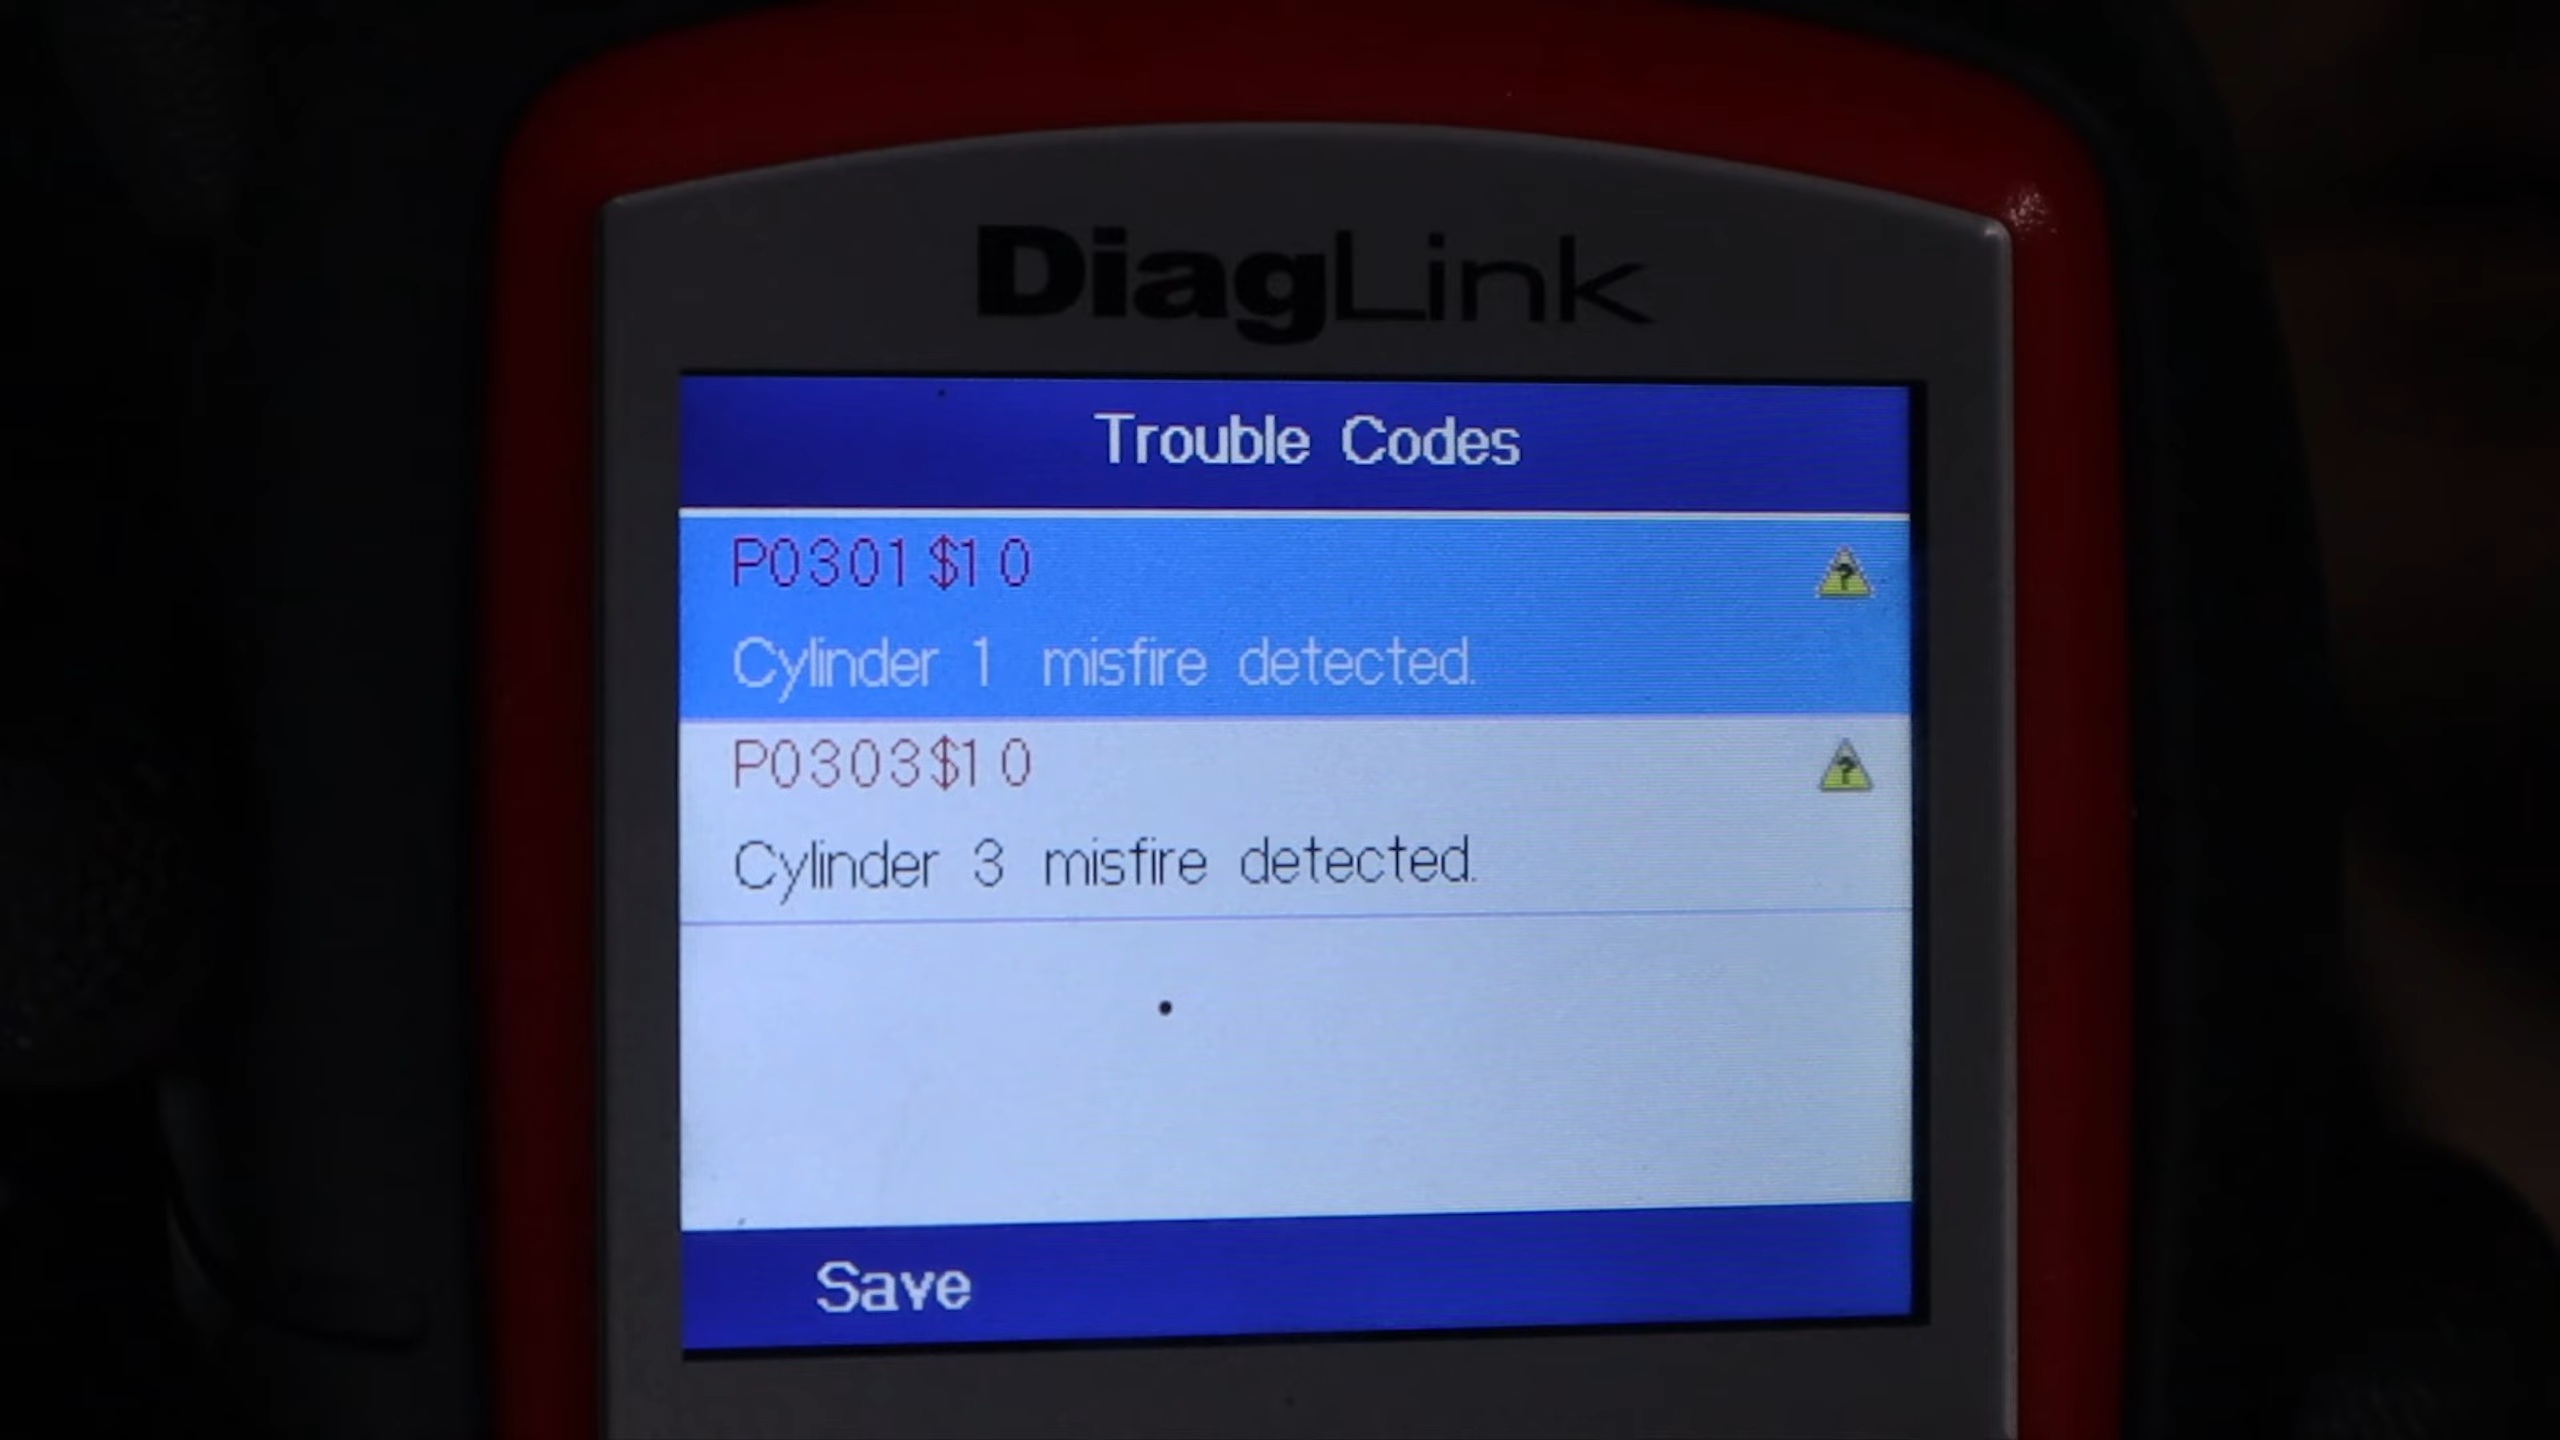 DiagLink
Trouble Codes
P0301$10
Cylinder 1 misfire detected.
P0303$10
Cylinder 3 misfire detected.
Save